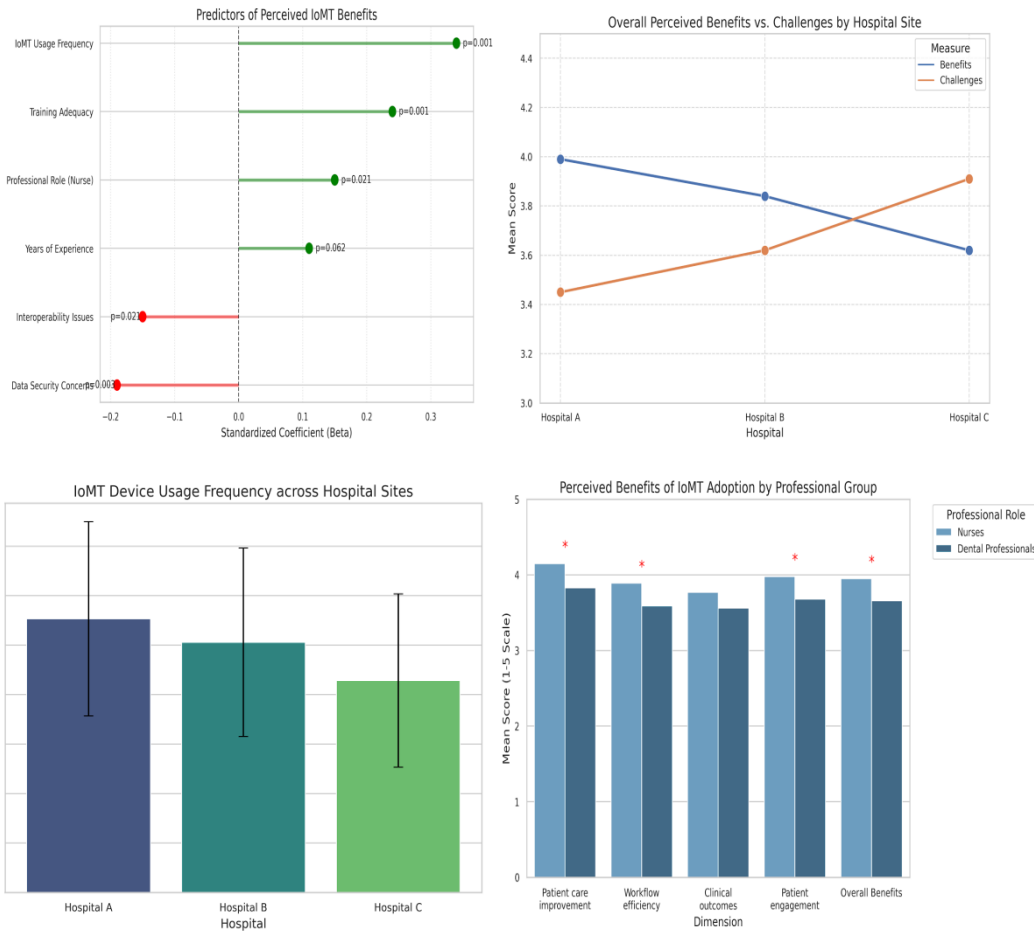 Predictors of Perceived IoMT Benefits
IoMT Usage Frequency
p=0.001
Training Adequacy
p=0.001
Professional Role (Nurse)
p=0.021
Years of Experience
p=0.062
Interoperability Issues
p=0.021
Data Security Concerns
p=0.003
−0.2
−0.1
0.0
0.1
0.2
0.3
Standardized Coefficient (Beta)
Overall Perceived Benefits vs. Challenges by Hospital Site
Measure
Benefits
Challenges
4.4
4.2
4.0
3.8
3.6
3.4
3.2
3.0
Mean Score
Hospital A
Hospital B
Hospital C
Hospital
IoMT Device Usage Frequency across Hospital Sites
Hospital A
Hospital B
Hospital C
Hospital
Perceived Benefits of IoMT Adoption by Professional Group
Professional Role
Nurses
Dental Professionals
5
4
3
2
1
0
Mean Score (1-5 Scale)
* * * *
Patient care
improvement
Workflow
efficiency
Clinical
outcomes
Patient
engagement
Overall Benefits
Dimension